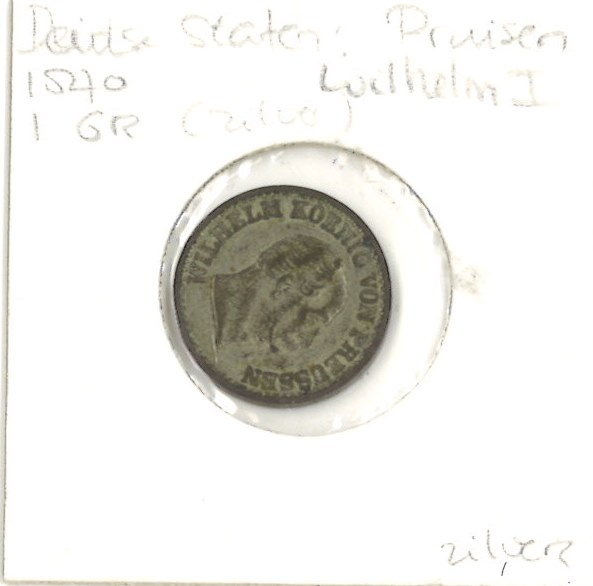 Duitse Staten: Pruisen
1870 Wilhelm I
1 GR (zilver)
WILHELM KOENIG VON PREUSSEN
zilver